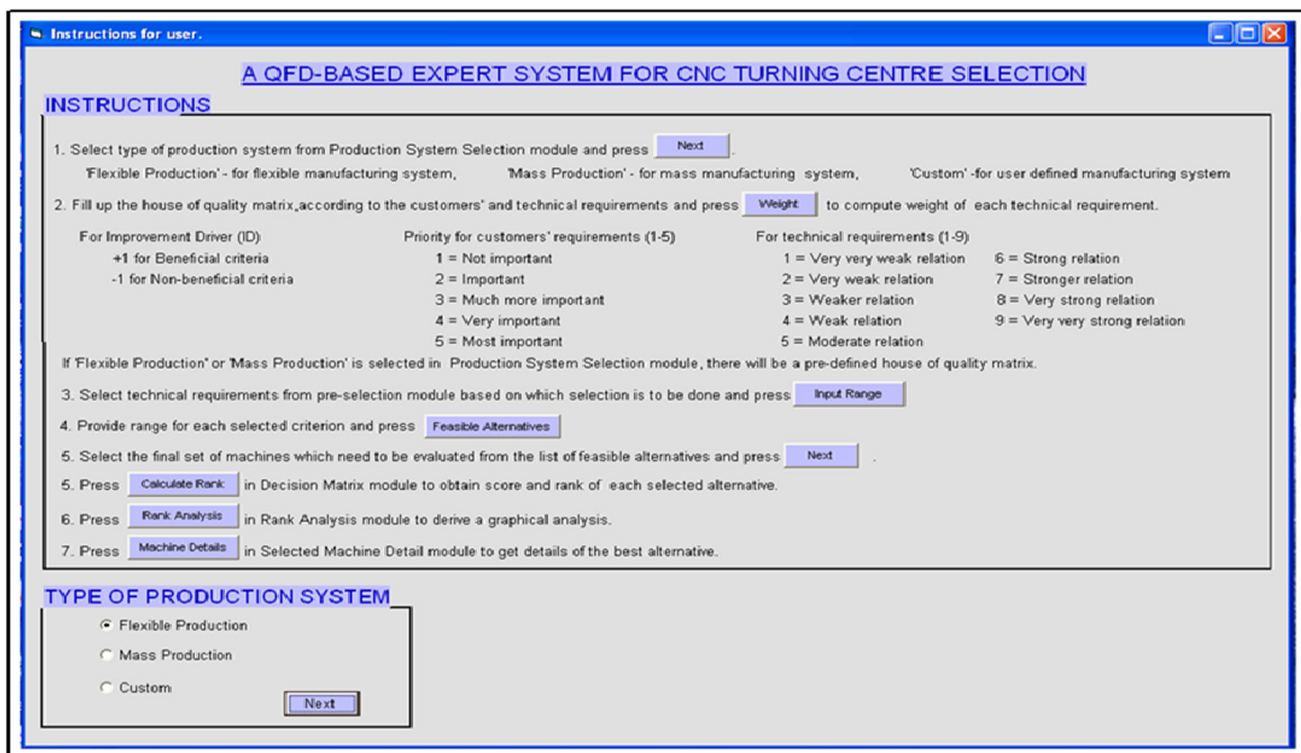 Instructions for user.
A QFD-BASED EXPERT SYSTEM FOR CNC TURNING CENTRE SELECTION
INSTRUCTIONS
1. Select type of production system from Production System Selection module and press Next .
'Flexible Production' - for flexible manufacturing system, 'Mass Production' - for mass manufacturing system, 'Custom' -for user defined manufacturing system
2. Fill up the house of quality matrix,according to the customers' and technical requirements and press Weight to compute weight of each technical requirement.
For Improvement Driver (ID) Priority for customers' requirements (1-5) For technical requirements (1-9)
+1 for Beneficial criteria 1 = Not important 1 = Very very weak relation 6 = Strong relation
-1 for Non-beneficial criteria 2 = Important 2 = Very weak relation 7 = Stronger relation
3 = Much more important 3 = Weaker relation 8 = Very strong relation
4 = Very important 4 = Weak relation 9 = Very very strong relation
5 = Most important 5 = Moderate relation
If 'Flexible Production' or 'Mass Production' is selected in Production System Selection module, there will be a pre-defined house of quality matrix.
3. Select technical requirements from pre-selection module based on which selection is to be done and press Input Range
4. Provide range for each selected criterion and press Feasible Alternatives
5. Select the final set of machines which need to be evaluated from the list of feasible alternatives and press Next .
5. Press Calculate Rank in Decision Matrix module to obtain score and rank of each selected alternative.
6. Press Rank Analysis in Rank Analysis module to derive a graphical analysis.
7. Press Machine Details in Selected Machine Detail module to get details of the best alternative.
TYPE OF PRODUCTION SYSTEM
Flexible Production
Mass Production
Custom
Next